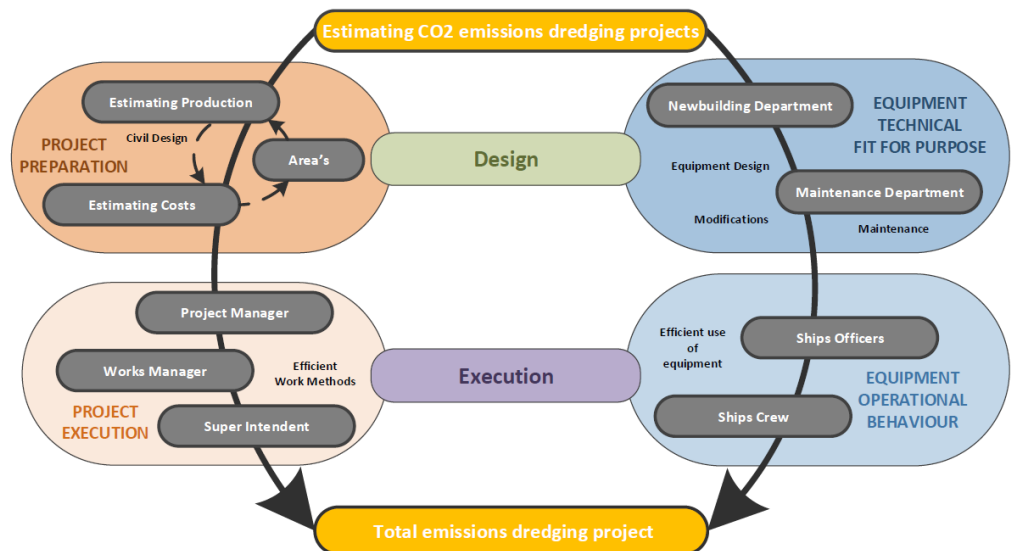 Estimating CO2 emissions dredging projects
Estimating Production
Civil Design
PROJECT
PREPARATION
Area's
Estimating Costs
Design
Newbuilding Department
EQUIPMENT
TECHNICAL
FIT FOR PURPOSE
Equipment Design
Maintenance Department
Modifications
Maintenance
Project Manager
Works Manager
Efficient
Work Methods
PROJECT
EXECUTION
Super Intendent
Execution
Efficient use
of
equipment
Ships Officers
EQUIPMENT
OPERATIONAL
BEHAVIOUR
Ships Crew
Total emissions dredging project